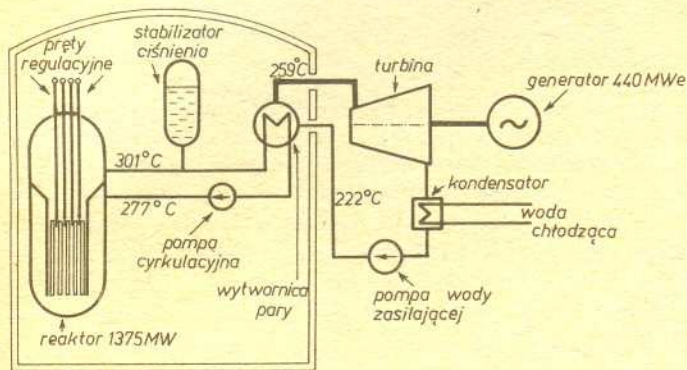 pręty
regulacyjne
stabilizator
ciśnienia
259°C
turbina
generator 440 MWe
301°C
277°C
222°C
kondensator
woda
chłodząca
pompą
cyrkulacyjna
wytwornica
pary
pompa wody
zasilającej
reaktor 1375 MW